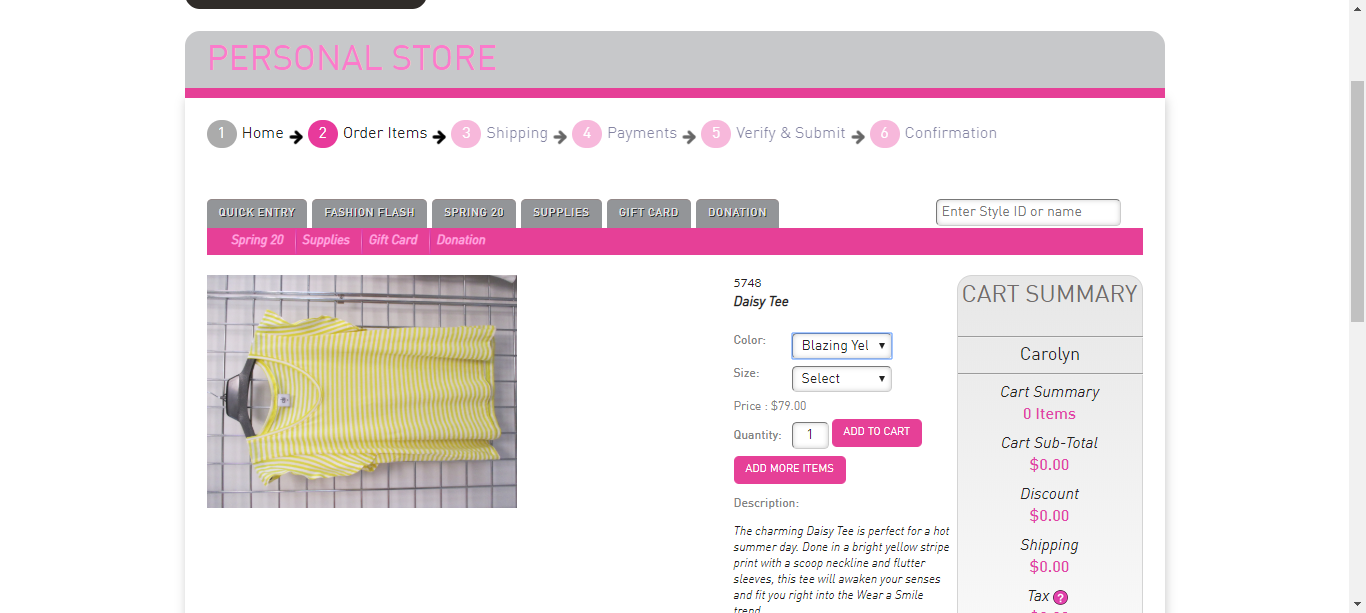 PERSONAL STORE
1 Home 2 Order Items 3 Shipping 4 Payments 5 Verify & Submit 6 Confirmation
QUICK ENTRY FASHION FLASH SPRING 20 SUPPLIES GIFT CARD DONATION Enter Style ID or name
Spring 20 Supplies Gift Card Donation
5748
Daisy Tee
Color: Blazing Yel
Size: Select
Price : $79.00
Quantity: 1 ADD TO CART
ADD MORE ITEMS
Description:
The charming Daisy Tee is perfect for a hot
summer day. Done in a bright yellow stripe
print with a scoop neckline and flutter
sleeves, this tee will awaken your senses
and fit you right into the Wear a Smile
trend
CART SUMMARY
Carolyn
Cart Summary
0 Items
Cart Sub-Total
$0.00
Discount
$0.00
Shipping
$0.00
Tax ?